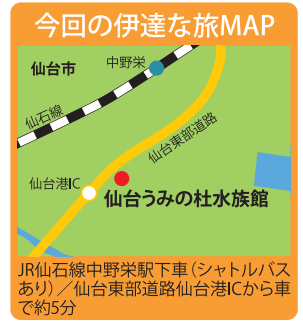 今回の伊達な旅MAP
仙台市
中野栄
仙石線
仙台東部道路
仙台港IC
仙台うみの杜水族館
JR仙石線中野栄駅下車（シャトルバス
あり）／仙台東部道路仙台港ICから車
で約5分